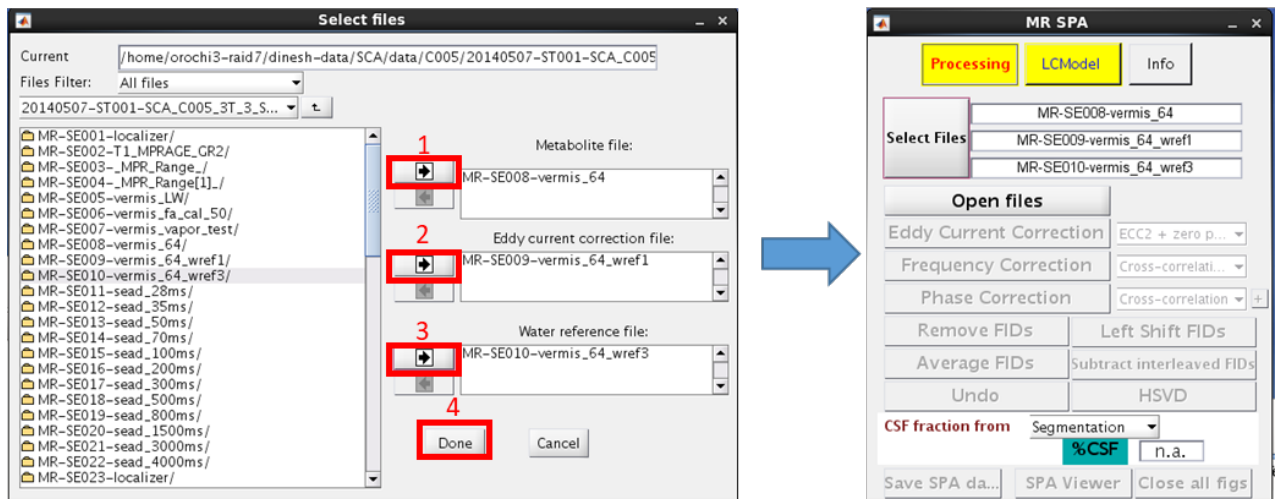 Select files
Current /home/orochi3-raid7/dinesh-data/SCA/data/C005/20140507-ST001-SCA_C005
Files Filter: All files
20140507-ST001-SCA_C005_3T_3_S...
MR-SE001-localizer/
MR-SE002-T1_MPRAGE_GR2/
MR-SE003-_MPR_Range_/
MR-SE004-_MPR_Range[1]_/
MR-SE005-vermis_LW/
MR-SE006-vermis_fa_cal_50/
MR-SE007-vermis_vapor_test/
MR-SE008-vermis_64/
MR-SE009-vermis_64_wref1/
MR-SE010-vermis_64_wref3/
MR-SE011-sead_28ms/
MR-SE012-sead_35ms/
MR-SE013-sead_50ms/
MR-SE014-sead_70ms/
MR-SE015-sead_100ms/
MR-SE016-sead_200ms/
MR-SE017-sead_300ms/
MR-SE018-sead_500ms/
MR-SE019-sead_800ms/
MR-SE020-sead_1500ms/
MR-SE021-sead_3000ms/
MR-SE022-sead_4000ms/
MR-SE023-localizer/
1
Metabolite file:
MR-SE008-vermis_64
2
Eddy current correction file:
MR-SE009-vermis_64_wref1
3
Water reference file:
MR-SE010-vermis_64_wref3
4
Done Cancel
MR SPA
Processing LCModel Info
Select Files
MR-SE008-vermis_64
MR-SE009-vermis_64_wref1
MR-SE010-vermis_64_wref3
Open files
Eddy Current Correction ECC2 + zero p...
Frequency Correction Cross-correlati...
Phase Correction Cross-correlation +
Remove FIDs Left Shift FIDs
Average FIDs Subtract interleaved FIDs
Undo HSVD
CSF fraction from Segmentation
%CSF n.a.
Save SPA da... SPA Viewer Close all figs